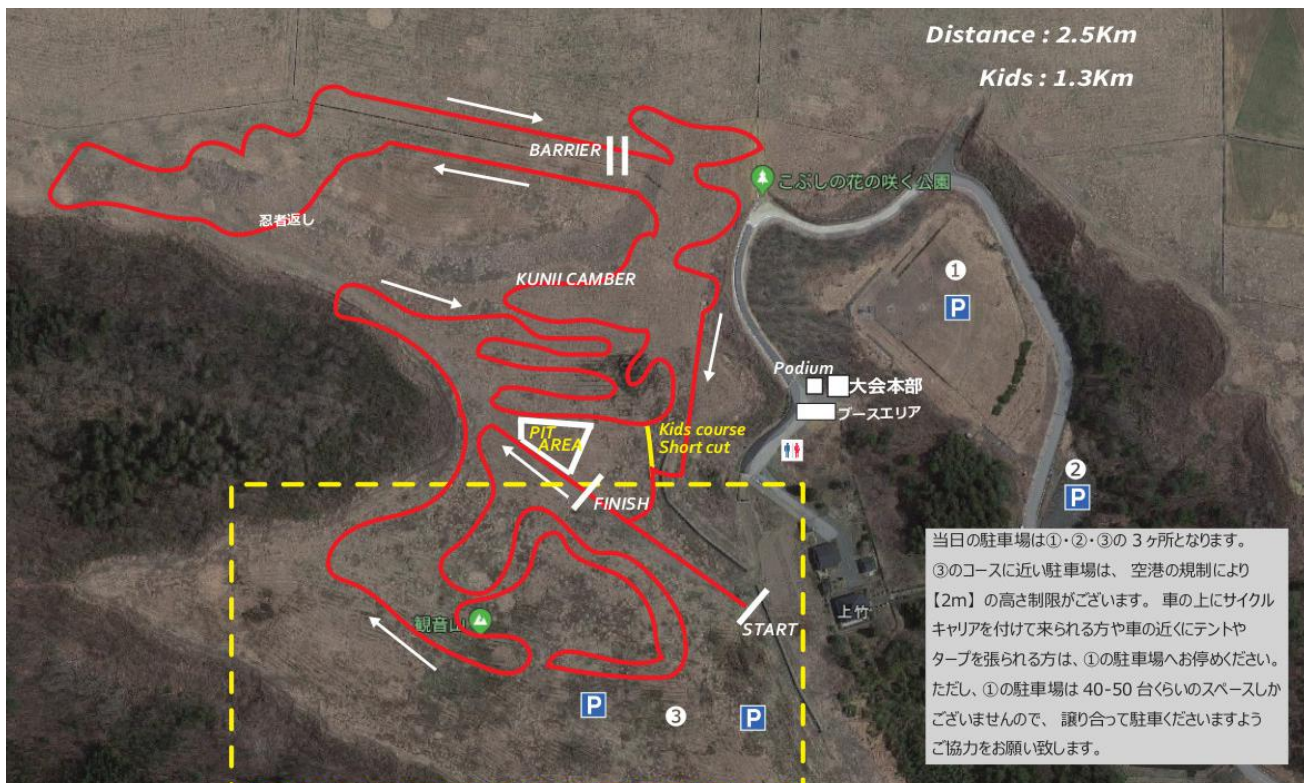 Distance : 2.5Km
Kids : 1.3Km
BARRIER
こぶしの花の咲く公園
忍者返し
KUNII CAMBER
①
P
Podium
大会本部
ブースエリア
PIT
AREA
Kids course
Short cut
②
P
FINISH
START
観音山
上竹
P
③
P
当日の駐車場は①・②・③の 3 ヶ所となります。
③のコースに近い駐車場は、 空港の規制により
【2m】 の高さ制限がございます。 車の上にサイクル
キャリアを付けて来られる方や車の近くにテントや
タープを張られる方は、①の駐車場へお停めください。
ただし、①の駐車場は 40-50 台くらいのスペースしか
ございませんので、 譲り合って駐車くださいますよう
ご協力をお願い致します。